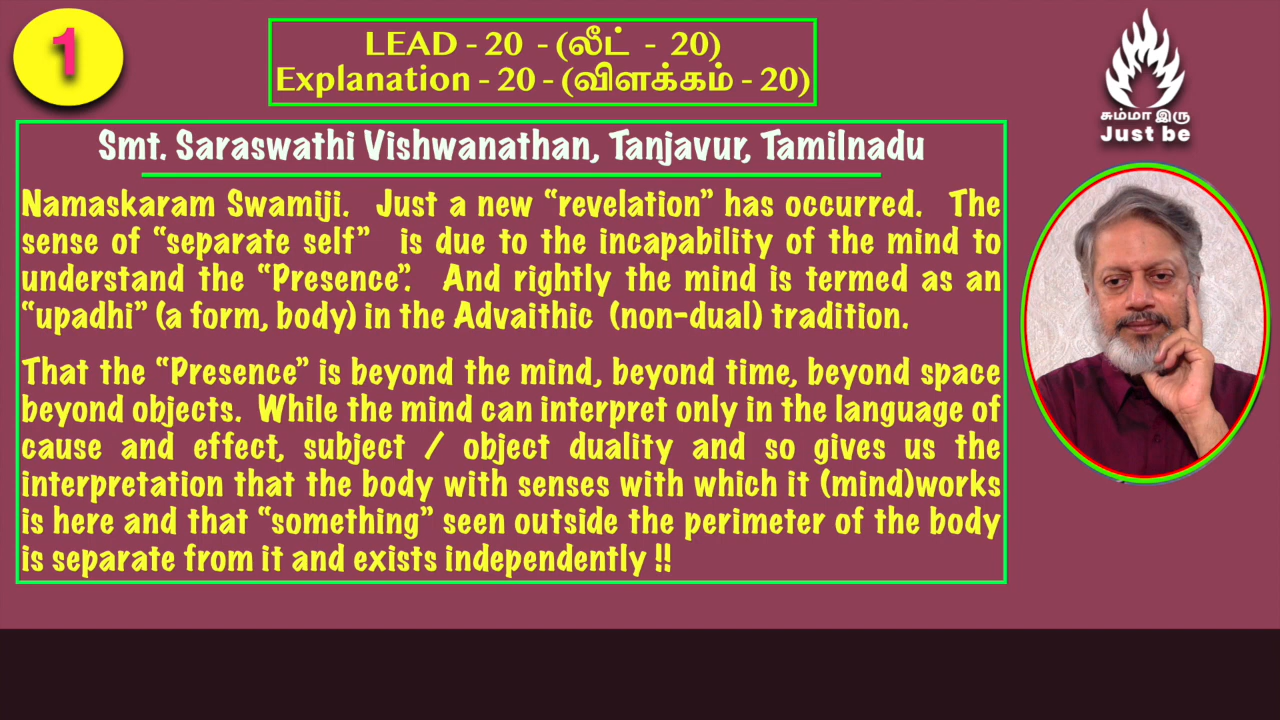 1
LEAD - 20 - (லீட் - 20)
Explanation - 20 - (விளக்கம் - 20)
சும்மா இரு
Just be
Smt. Saraswathi Vishwanathan, Tanjavur, Tamilnadu
Namaskaram Swamiji. Just a new “revelation” has occurred. The
sense of “separate self” is due to the incapability of the mind to
understand the “Presence”. And rightly the mind is termed as an
“upadhi” (a form, body) in the Advaithic (non-dual) tradition.
That the “Presence” is beyond the mind, beyond time, beyond space
beyond objects. While the mind can interpret only in the language of
cause and effect, subject / object duality and so gives us the
interpretation that the body with senses with which it (mind)works
is here and that “something” seen outside the perimeter of the body
is separate from it and exists independently !!